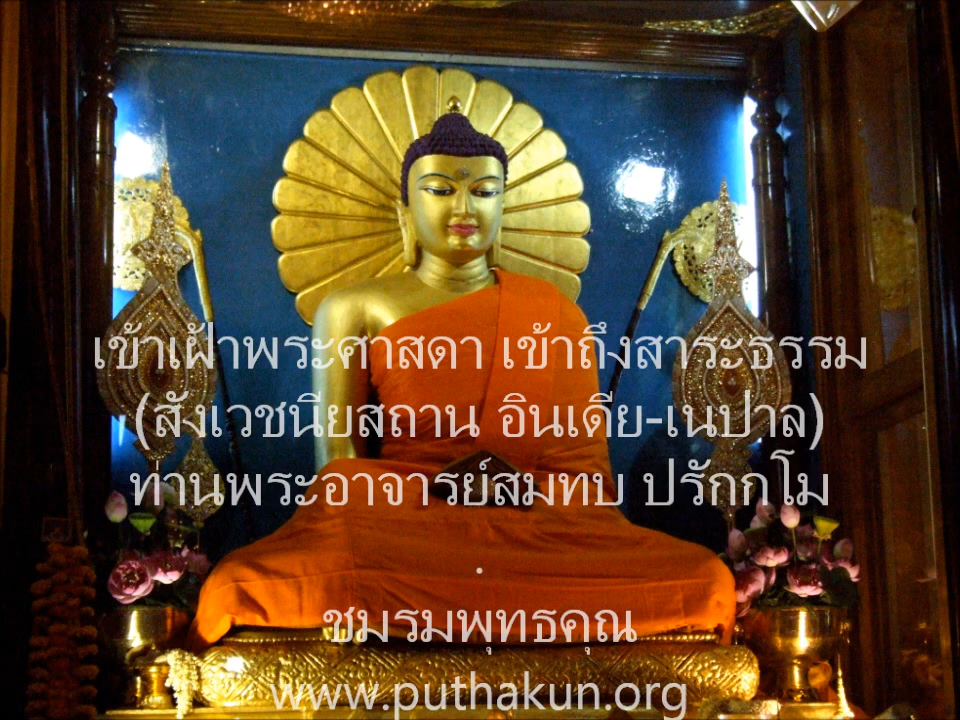 เข้าเฝ้าพระศาสดา เข้าถึงสาระธรรม
(สังเวชนียสถาน อินเดีย-เนปาล)
ท่านพระอาจารย์สมทบ ปรักกโม
.
ชมรมพุทธคุณ
www.puthakun.org